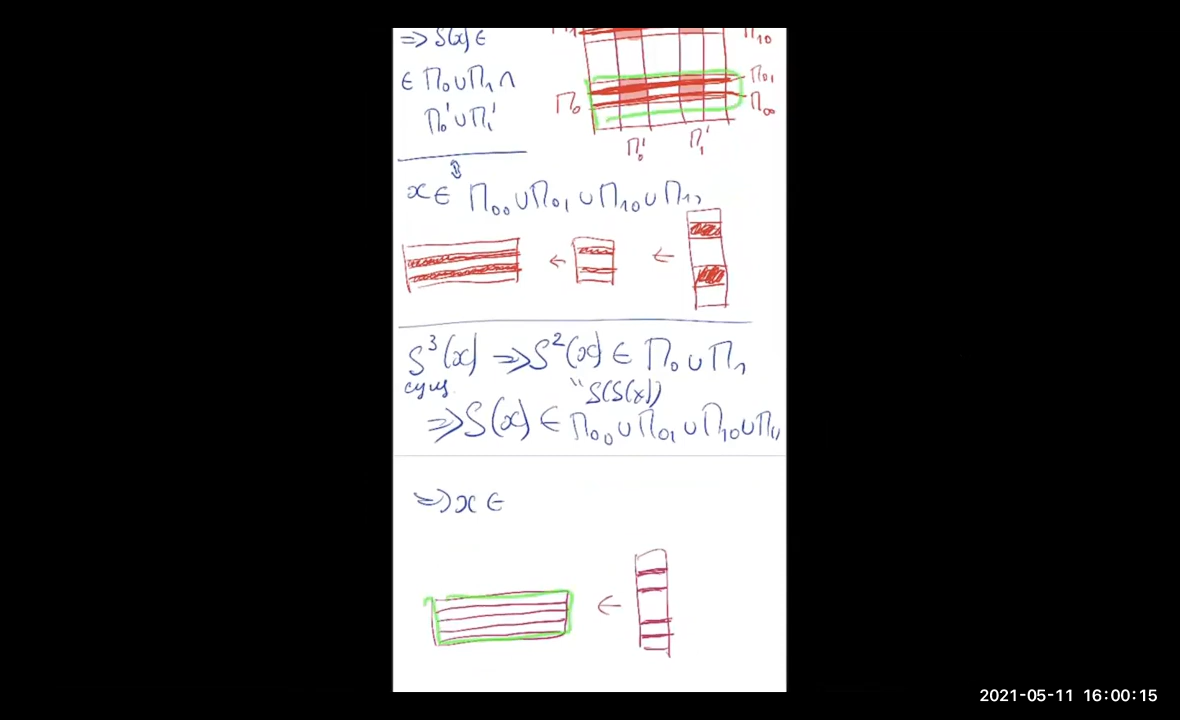 ⇒ S(x) ∈
∈ Π₀ ∪ Π₁ ∩
Π₀' ∪ Π₁'
Π₁₀
Π₀₁
Π₀
Π₀₀
Π₀'
Π₁'
x ∈ Π₀₀ ∪ Π₀₁ ∪ Π₁₀ ∪ Π₁₁
←
←
S³(x) ⇒ S²(x) ∈ Π₀ ∪ Π₁
сущ.
"S(S(x))
⇒ S(x) ∈ Π₀₀ ∪ Π₀₁ ∪ Π₁₀ ∪ Π₁₁
⇒ x ∈
←
2021-05-11 16:00:15